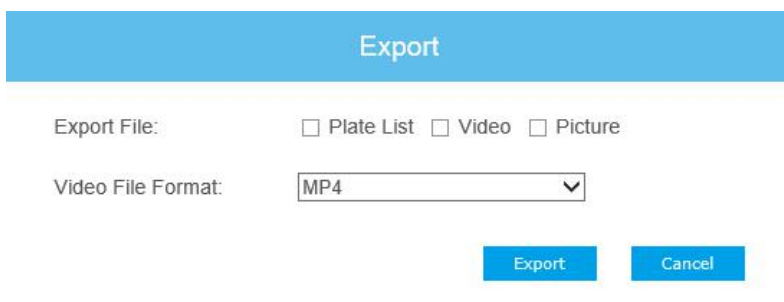 Export
Export File: Plate List Video Picture
Video File Format: MP4
Export Cancel